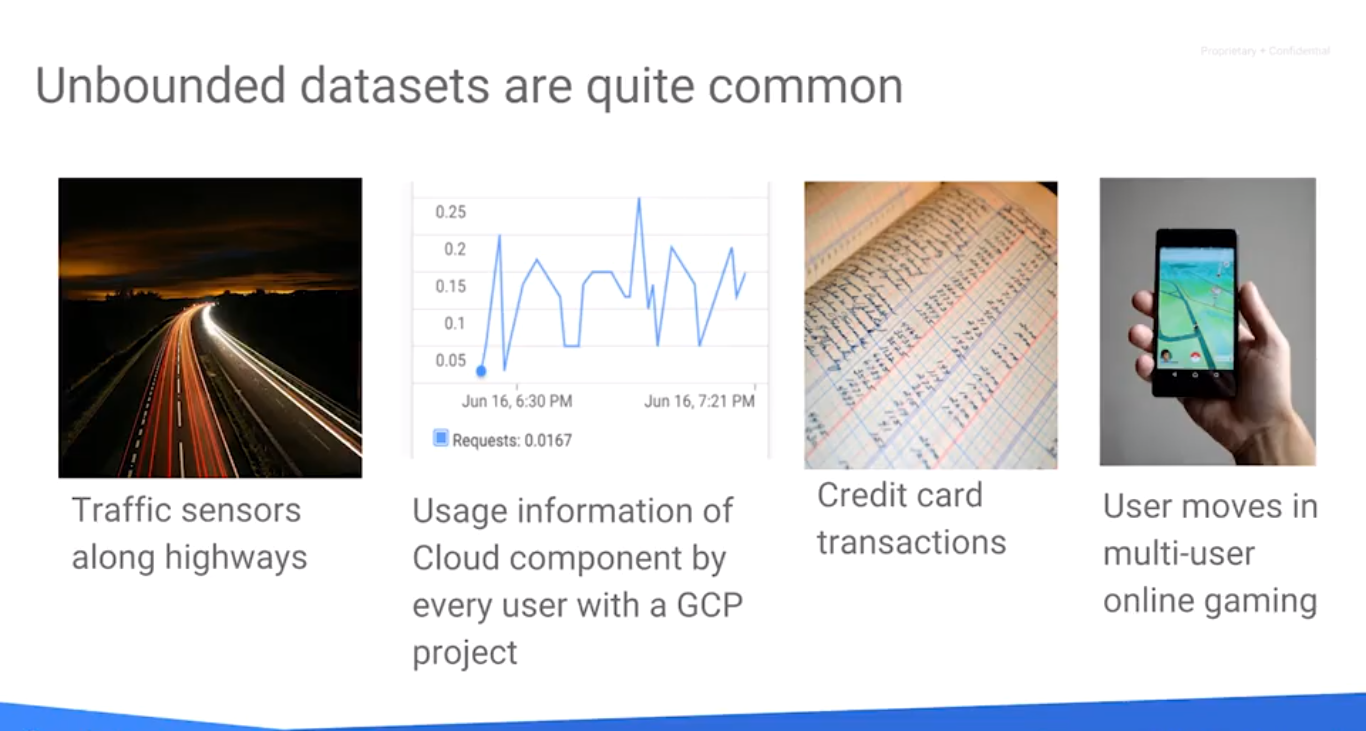 Proprietary + Confidential
Unbounded datasets are quite common
0.25
0.2
0.15
0.1
0.05
Jun 16, 6:30 PM
Jun 16, 7:21 PM
Requests: 0.0167
Traffic sensors
along highways
Usage information of
Cloud component by
every user with a GCP
project
Credit card
transactions
User moves in
multi-user
online gaming